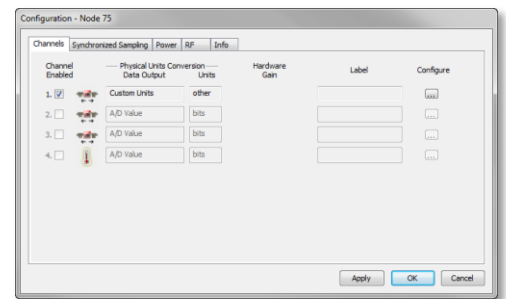 Configuration - Node 75
Channels Synchronized Sampling Power RF Info
Channel Enabled
Physical Units Conversion
Data Output Units
Hardware Gain
Label
Configure
1. Custom Units other ...
2. A/D Value bits ...
3. A/D Value bits ...
4. A/D Value bits ...
Apply OK Cancel